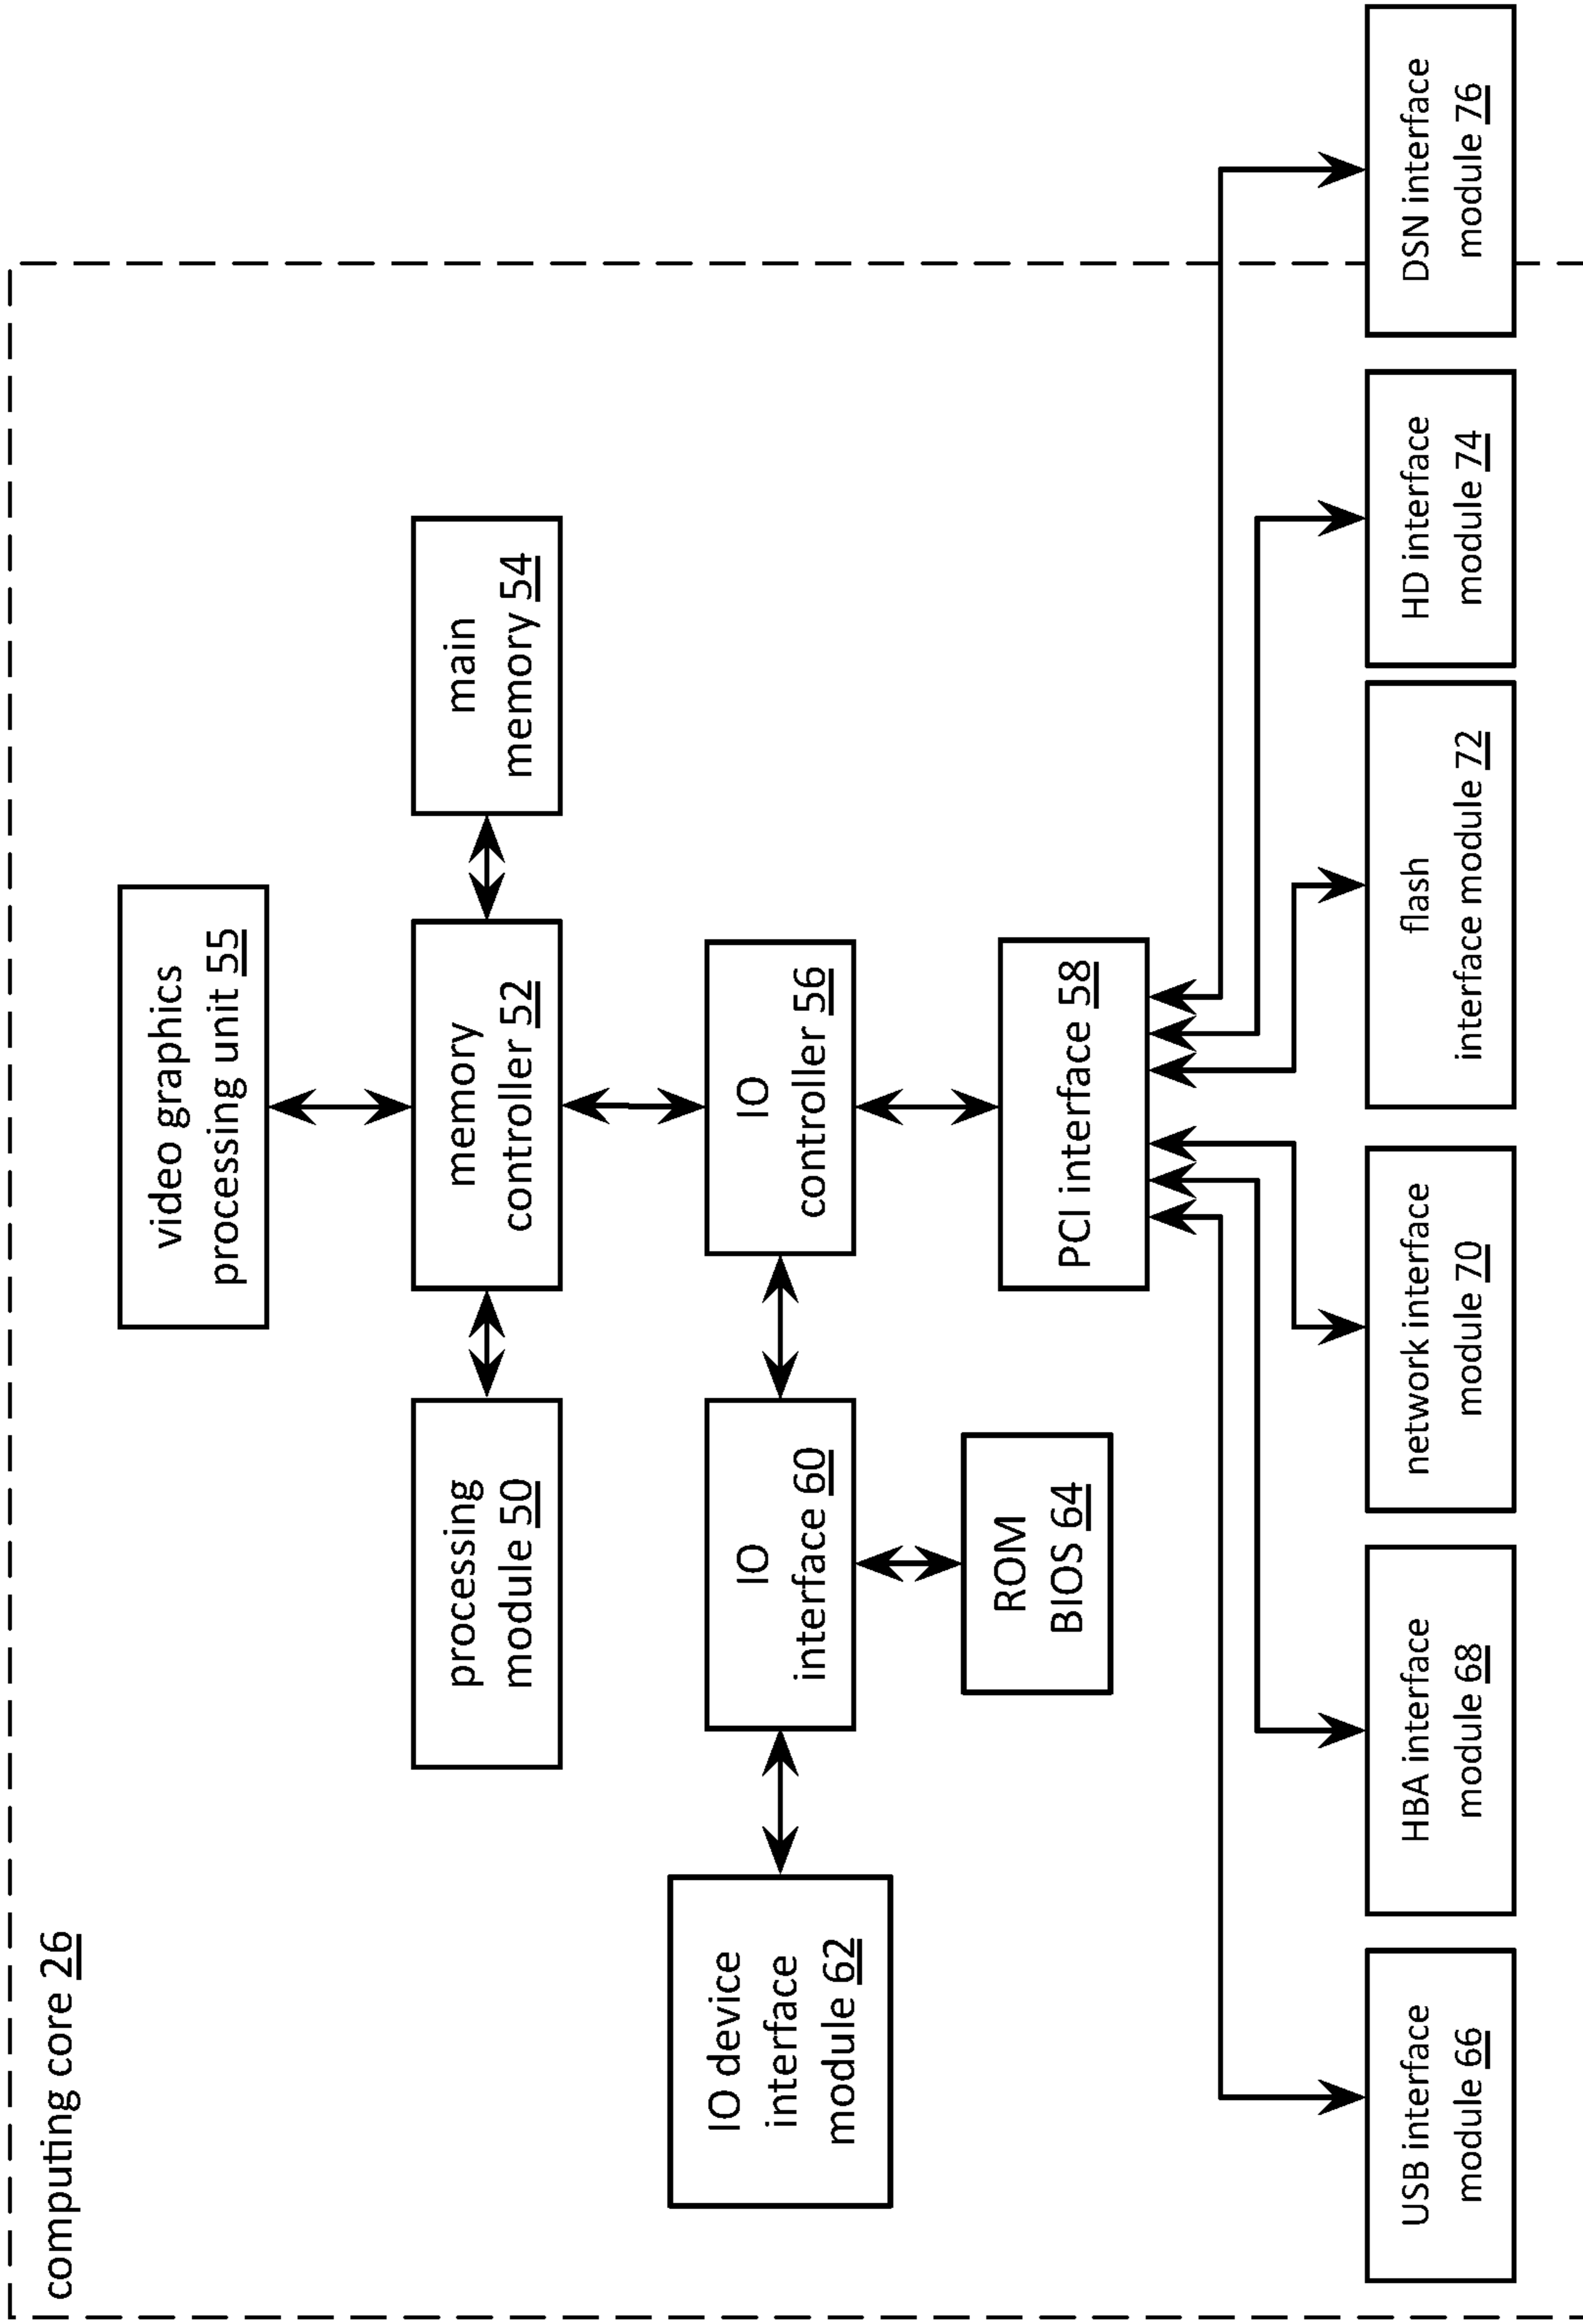 computing core 26
video graphics
processing unit 55
processing
module 50
memory
controller 52
main
memory 54
IO device
interface
module 62
IO
interface 60
IO
controller 56
ROM
BIOS 64
PCI interface 58
USB interface
module 66
HBA interface
module 68
network interface
module 70
flash
interface module 72
HD interface
module 74
DSN interface
module 76